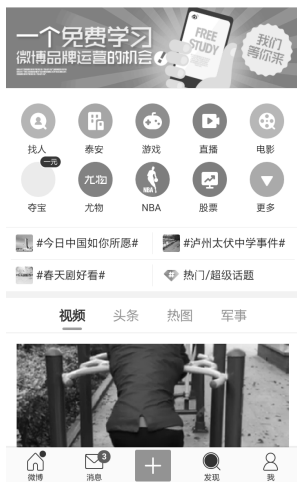 一个免费学习
微博品牌运营的机会
FREE
STUDY
我们
等你来
找人
泰安
游戏
直播
电影
一元
夺宝
尤物
尤物
NBA
NBA
股票
更多
#今日中国如你所愿#
#泸州太伏中学事件#
#春天剧好看#
热门/超级话题
视频
头条
热图
军事
微博
3
消息
发现
我